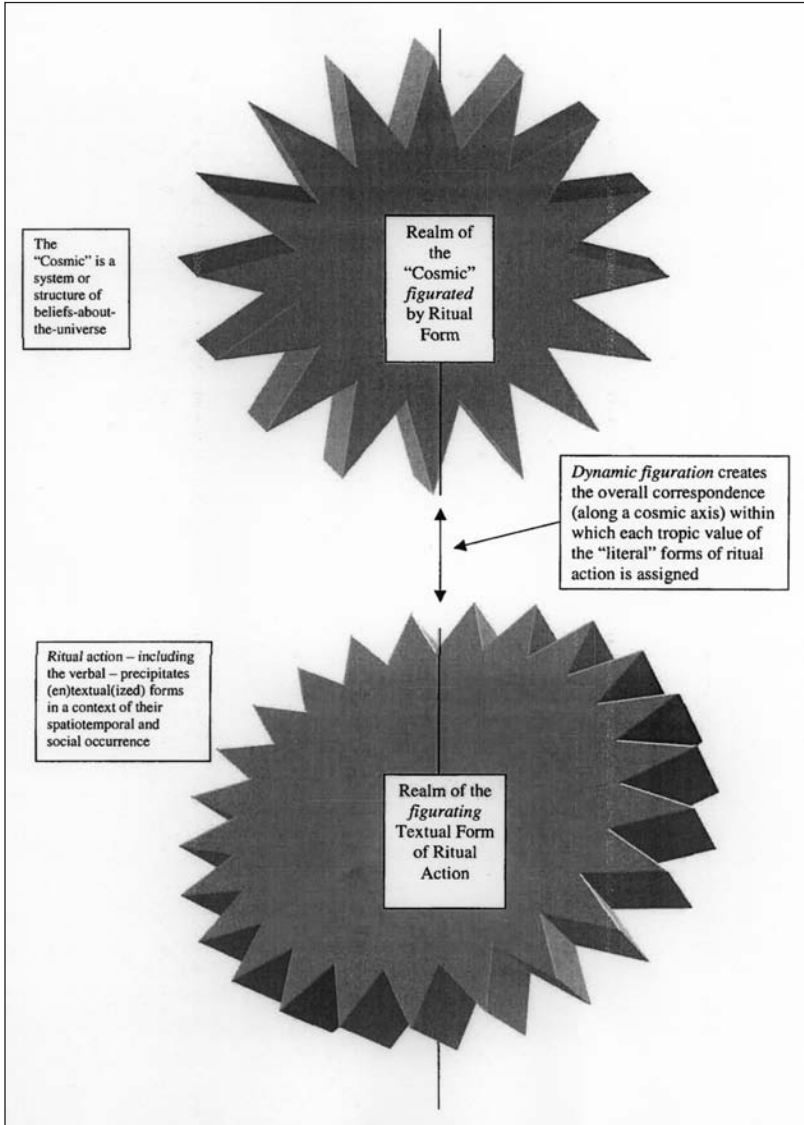 The
"Cosmic" is a
system or
structure of
beliefs-about-
the-universe
Realm of
the
"Cosmic"
figurated
by Ritual
Form
Dynamic figuration creates
the overall correspondence
(along a cosmic axis) within
which each tropic value of
the "literal" forms of ritual
action is assigned
Ritual action – including
the verbal – precipitates
(en)textual(ized) forms
in a context of their
spatiotemporal and
social occurrence
Realm of the
figurating
Textual Form
of Ritual
Action